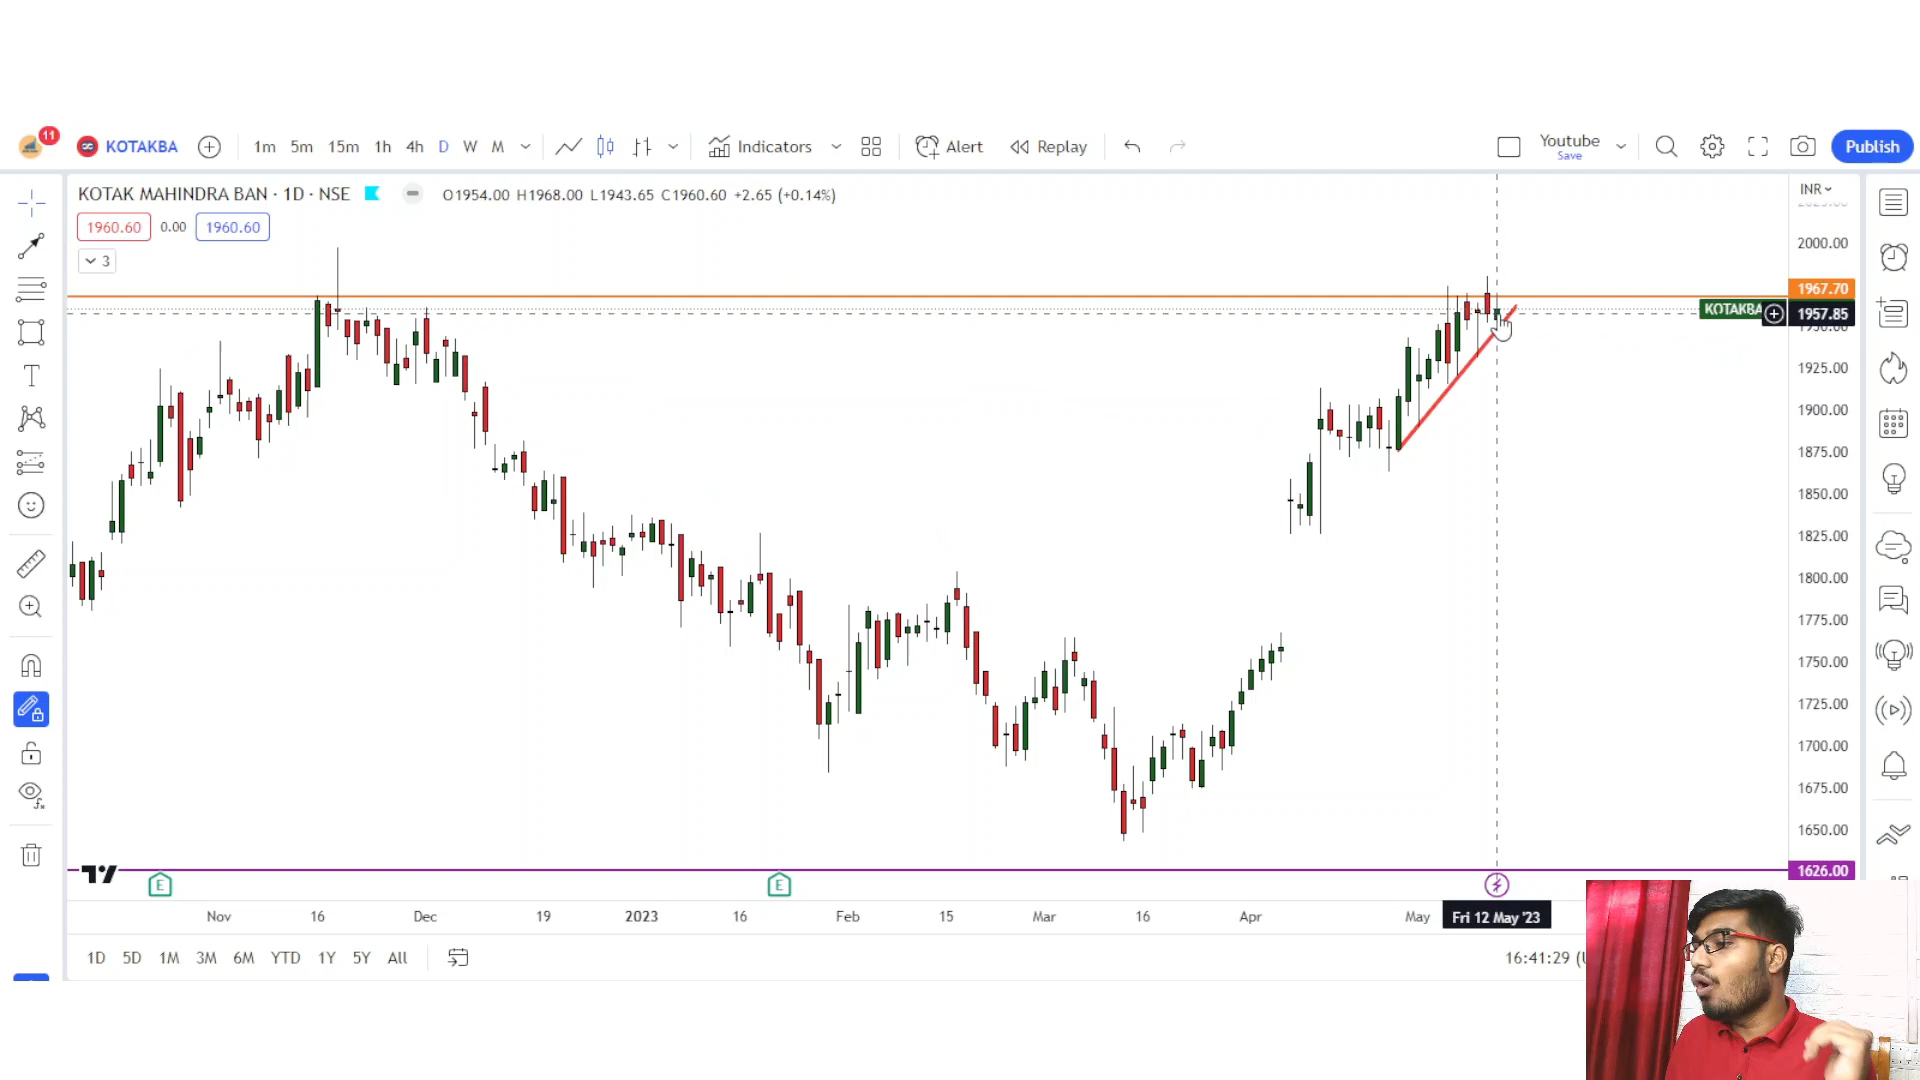 11
KOTAKBA
1m 5m 15m 1h 4h D W M
Indicators
Alert
Replay
Youtube
Save
Publish
KOTAK MAHINDRA BAN · 1D · NSE
O1954.00 H1968.00 L1943.65 C1960.60 +2.65 (+0.14%)
INR
1960.60 0.00 1960.60
3
2000.00
1967.70
KOTAKBA
1957.85
1925.00
1900.00
1875.00
1850.00
1825.00
1800.00
1775.00
1750.00
1725.00
1700.00
1675.00
1650.00
1626.00
E E
Nov 16 Dec 19 2023 16 Feb 15 Mar 16 Apr May Fri 12 May '23
1D 5D 1M 3M 6M YTD 1Y 5Y All
16:41:29 (U